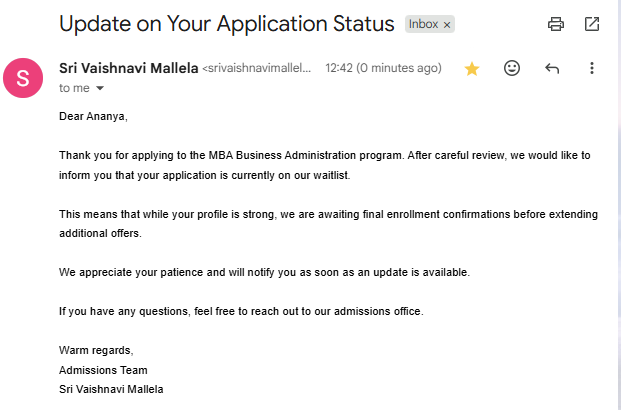 Update on Your Application Status Inbox ×
S
Sri Vaishnavi Mallela <srivaishnavimallel... 12:42 (0 minutes ago)
to me
Dear Ananya,
Thank you for applying to the MBA Business Administration program. After careful review, we would like to
inform you that your application is currently on our waitlist.
This means that while your profile is strong, we are awaiting final enrollment confirmations before extending
additional offers.
We appreciate your patience and will notify you as soon as an update is available.
If you have any questions, feel free to reach out to our admissions office.
Warm regards,
Admissions Team
Sri Vaishnavi Mallela